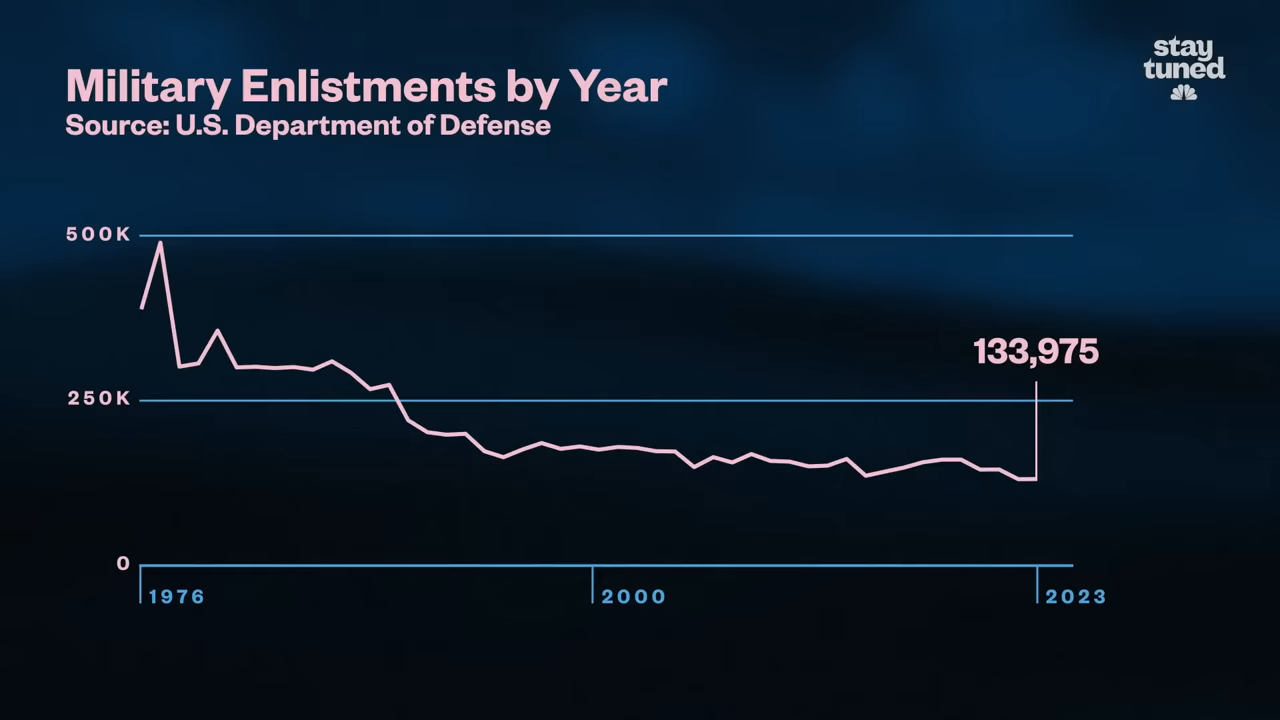 stay
tuned
Military Enlistments by Year
Source: U.S. Department of Defense
500K
133,975
250K
0
1976
2000
2023